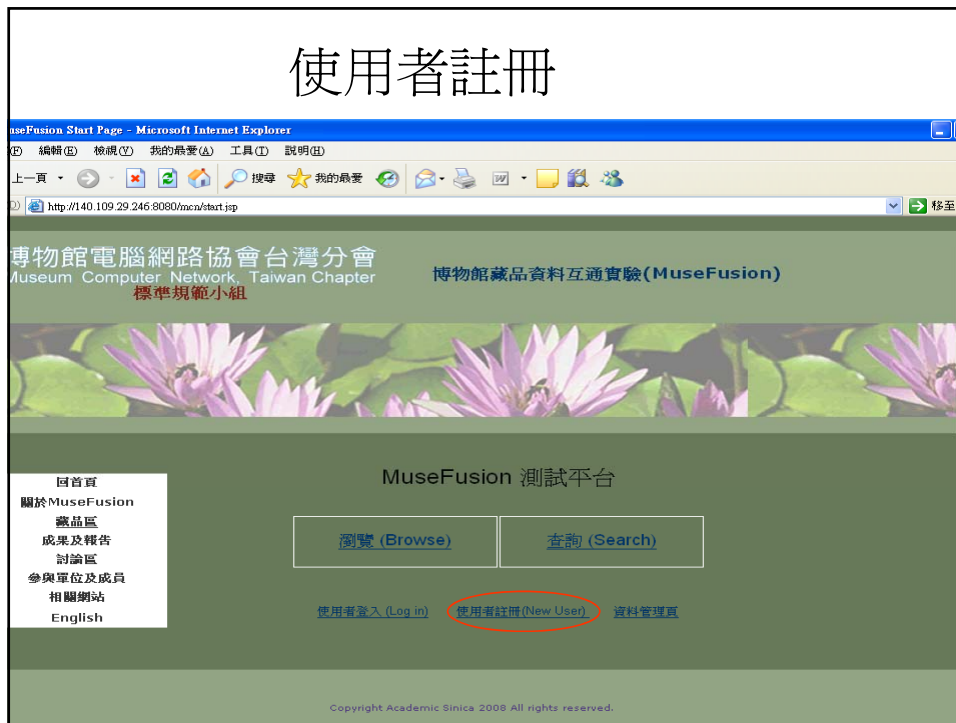 使用者註冊
useFusion Start Page - Microsoft Internet Explorer
(F) 編輯(E) 檢視(V) 我的最愛(A) 工具(T) 說明(H)
上一頁 搜尋 我的最愛
http://140.109.29.246:8080/mcn/start.jsp 移至
博物館電腦網路協會台灣分會
Museum Computer Network, Taiwan Chapter
標準規範小組
博物館藏品資料互通實驗(MuseFusion)
回首頁
關於MuseFusion
藏品區
成果及報告
討論區
參與單位及成員
相關網站
English
MuseFusion 測試平台
瀏覽 (Browse) 查詢 (Search)
使用者登入 (Log in) 使用者註冊(New User) 資料管理頁
Copyright Academic Sinica 2008 All rights reserved.